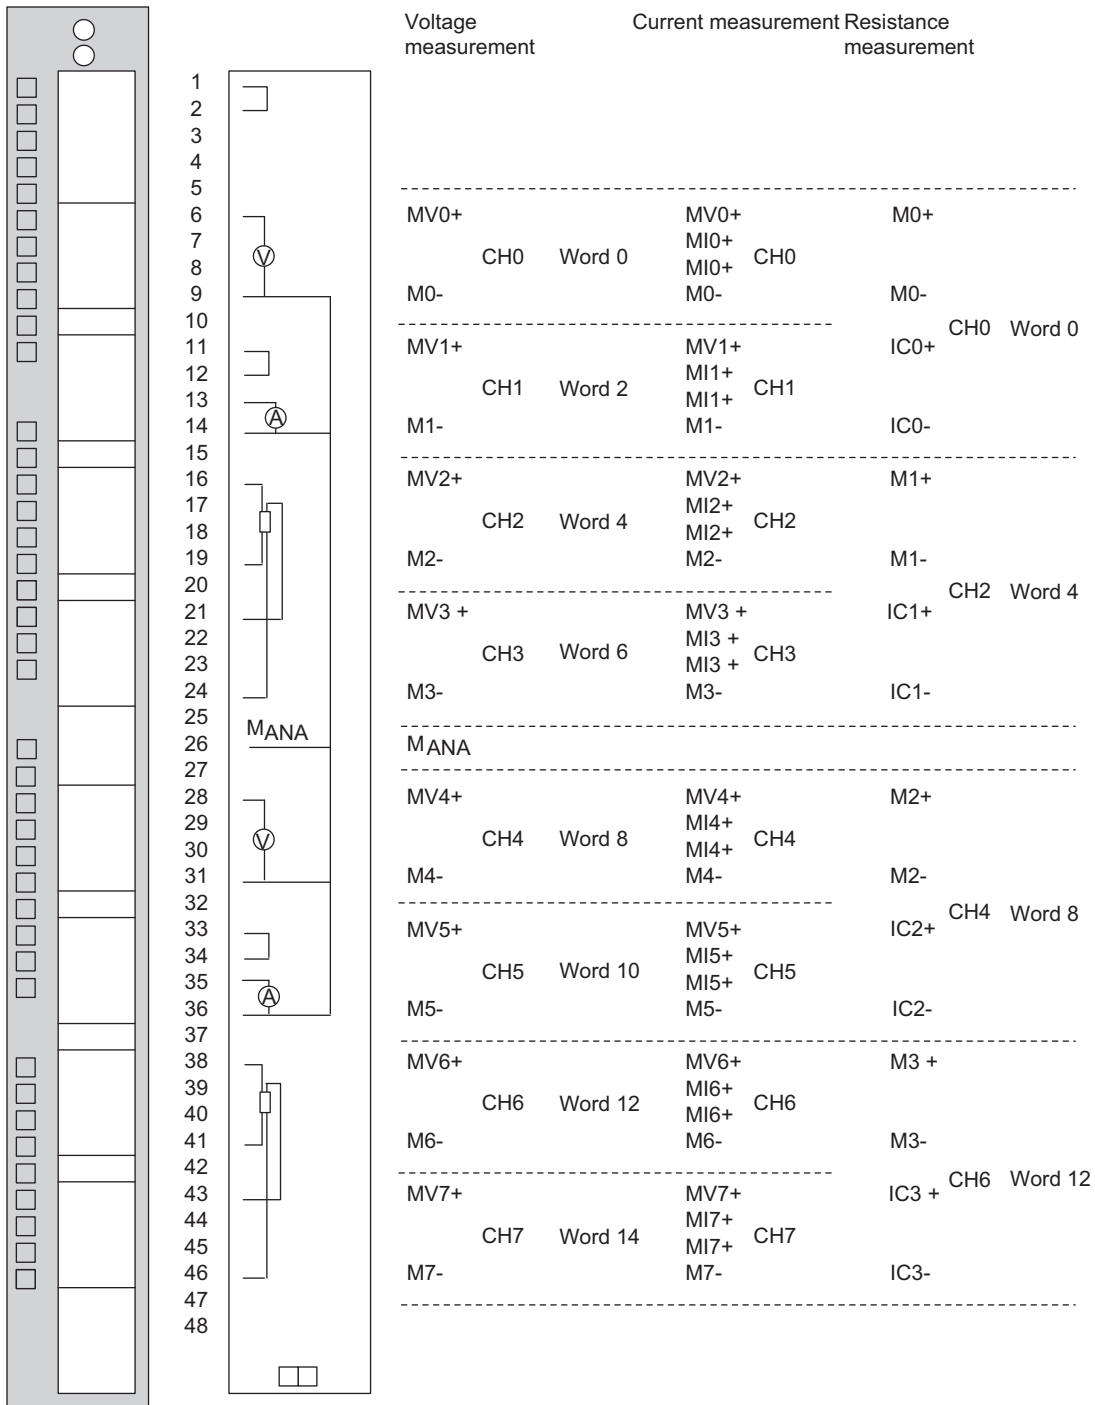 Voltage measurement Current measurement Resistance measurement
1
2
3
4
5
6 MV0+ MV0+ M0+
7 MI0+
V CH0 Word 0 CH0
8 MI0+
9 M0- M0- M0-
10 CH0 Word 0
11 MV1+ MV1+ IC0+
12 MI1+
CH1 Word 2 CH1
13 MI1+
A
14 M1- M1- IC0-
15
16 MV2+ MV2+ M1+
17 MI2+
CH2 Word 4 CH2
18 MI2+
19 M2- M2- M1-
20 CH2 Word 4
21 MV3 + MV3 + IC1+
22 MI3 +
CH3 Word 6 CH3
23 MI3 +
24 M3- M3- IC1-
25
26 MANA MANA
27
28 MV4+ MV4+ M2+
29 MI4+
V CH4 Word 8 CH4
30 MI4+
31 M4- M4- M2-
32 CH4 Word 8
33 MV5+ MV5+ IC2+
34 MI5+
CH5 Word 10 CH5
35 MI5+
A
36 M5- M5- IC2-
37
38 MV6+ MV6+ M3 +
39 MI6+
CH6 Word 12 CH6
40 MI6+
41 M6- M6- M3-
42 CH6 Word 12
43 MV7+ MV7+ IC3 +
44 MI7+
CH7 Word 14 CH7
45 MI7+
46 M7- M7- IC3-
47
48